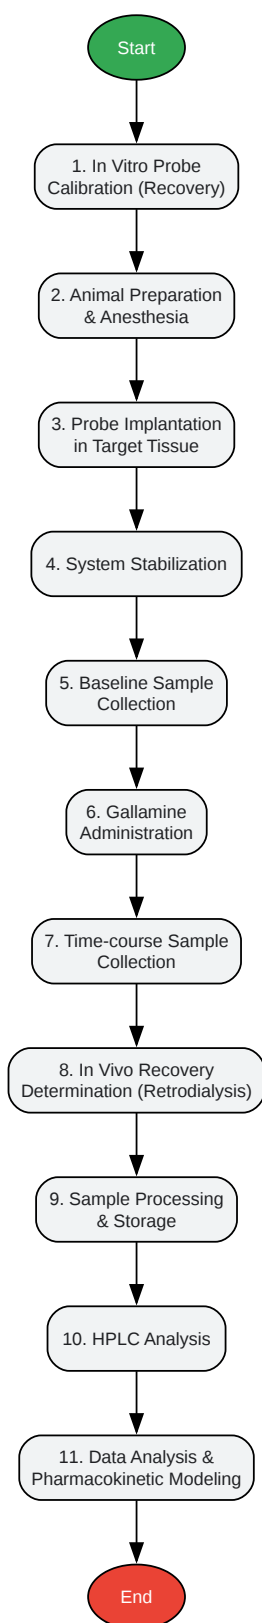 Start
1. In Vitro Probe
Calibration (Recovery)
2. Animal Preparation
& Anesthesia
3. Probe Implantation
in Target Tissue
4. System Stabilization
5. Baseline Sample
Collection
6. Gallamine
Administration
7. Time-course Sample
Collection
8. In Vivo Recovery
Determination (Retrodialysis)
9. Sample Processing
& Storage
10. HPLC Analysis
11. Data Analysis &
Pharmacokinetic Modeling
End